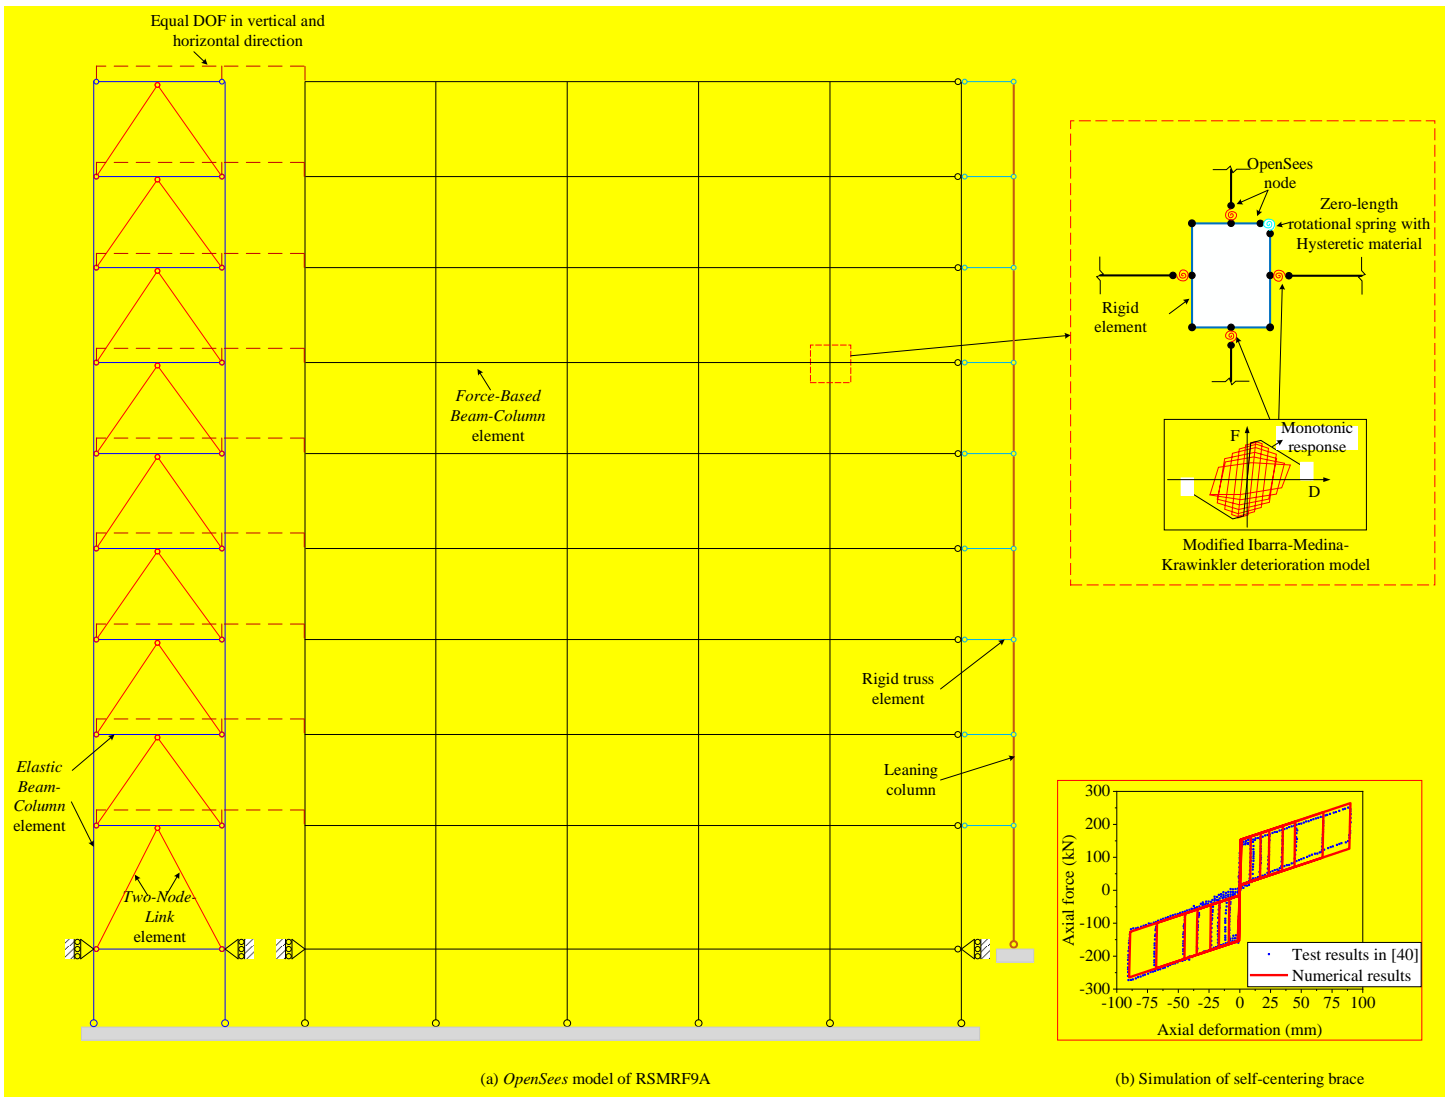 Equal DOF in vertical and
horizontal direction
OpenSees
node
Zero-length
rotational spring with
Hysteretic material
Rigid
element
Force-Based
Beam-Column
element
F
Monotonic
response
D
Modified Ibarra-Medina-
Krawinkler deterioration model
Rigid truss
element
Leaning
column
Elastic
Beam-
Column
element
Two-Node-
Link
element
300
200
100
0
-100
-200
-300
Axial force (kN)
Test results in [40]
Numerical results
-100 -75 -50 -25 0 25 50 75 100
Axial deformation (mm)
(a) OpenSees model of RSMRF9A
(b) Simulation of self-centering brace